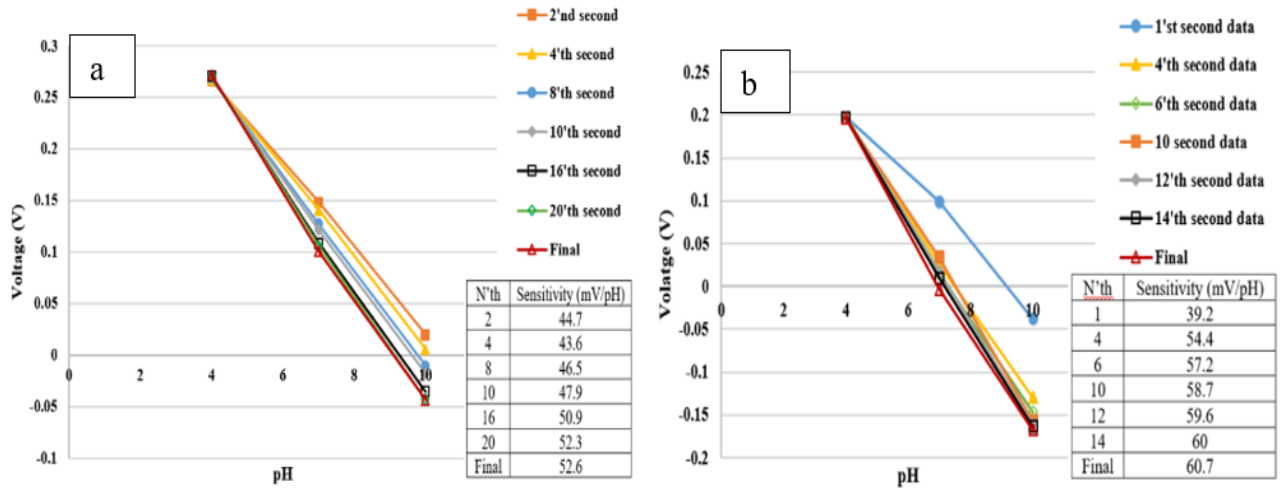 a
2'nd second
4'th second
8'th second
10'th second
16'th second
20'th second
Final
0.3
0.25
0.2
0.15
0.1
0.05
0
-0.05
-0.1
0 2 4 6 8 10
Voltage (V)
pH
N'th Sensitivity (mV/pH)
2 44.7
4 43.6
8 46.5
10 47.9
16 50.9
20 52.3
Final 52.6
b
1'st second data
4'th second data
6'th second data
10 second data
12'th second data
14'th second data
Final
0.25
0.2
0.15
0.1
0.05
0
-0.05
-0.1
-0.15
-0.2
0 2 4 6 8 10
Volatge (V)
pH
N'th Sensitivity (mV/pH)
1 39.2
4 54.4
6 57.2
10 58.7
12 59.6
14 60
Final 60.7